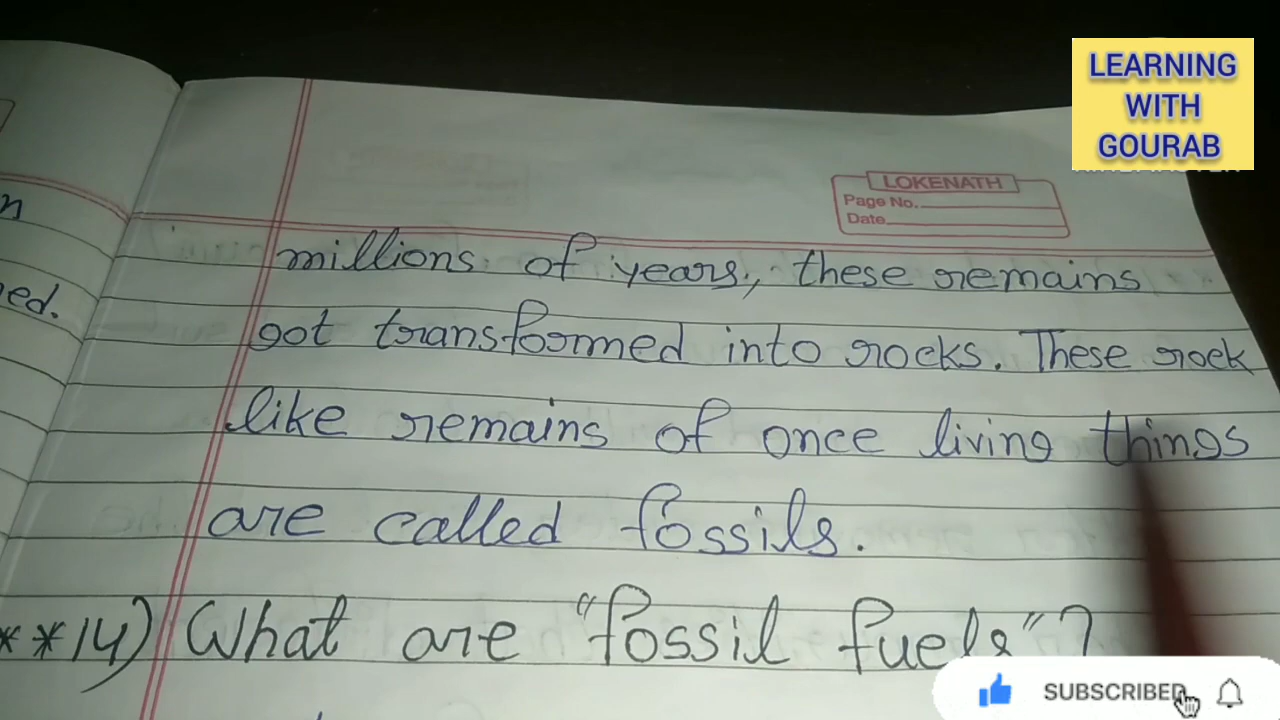 LEARNING
WITH
GOURAB
LOKENATH
Page No.
Date
n
ed.
millions of years, these remains
got transformed into rocks. These rock
like remains of once living things
are called fossils.
**14) What are "fossil fuels"?
SUBSCRIBED